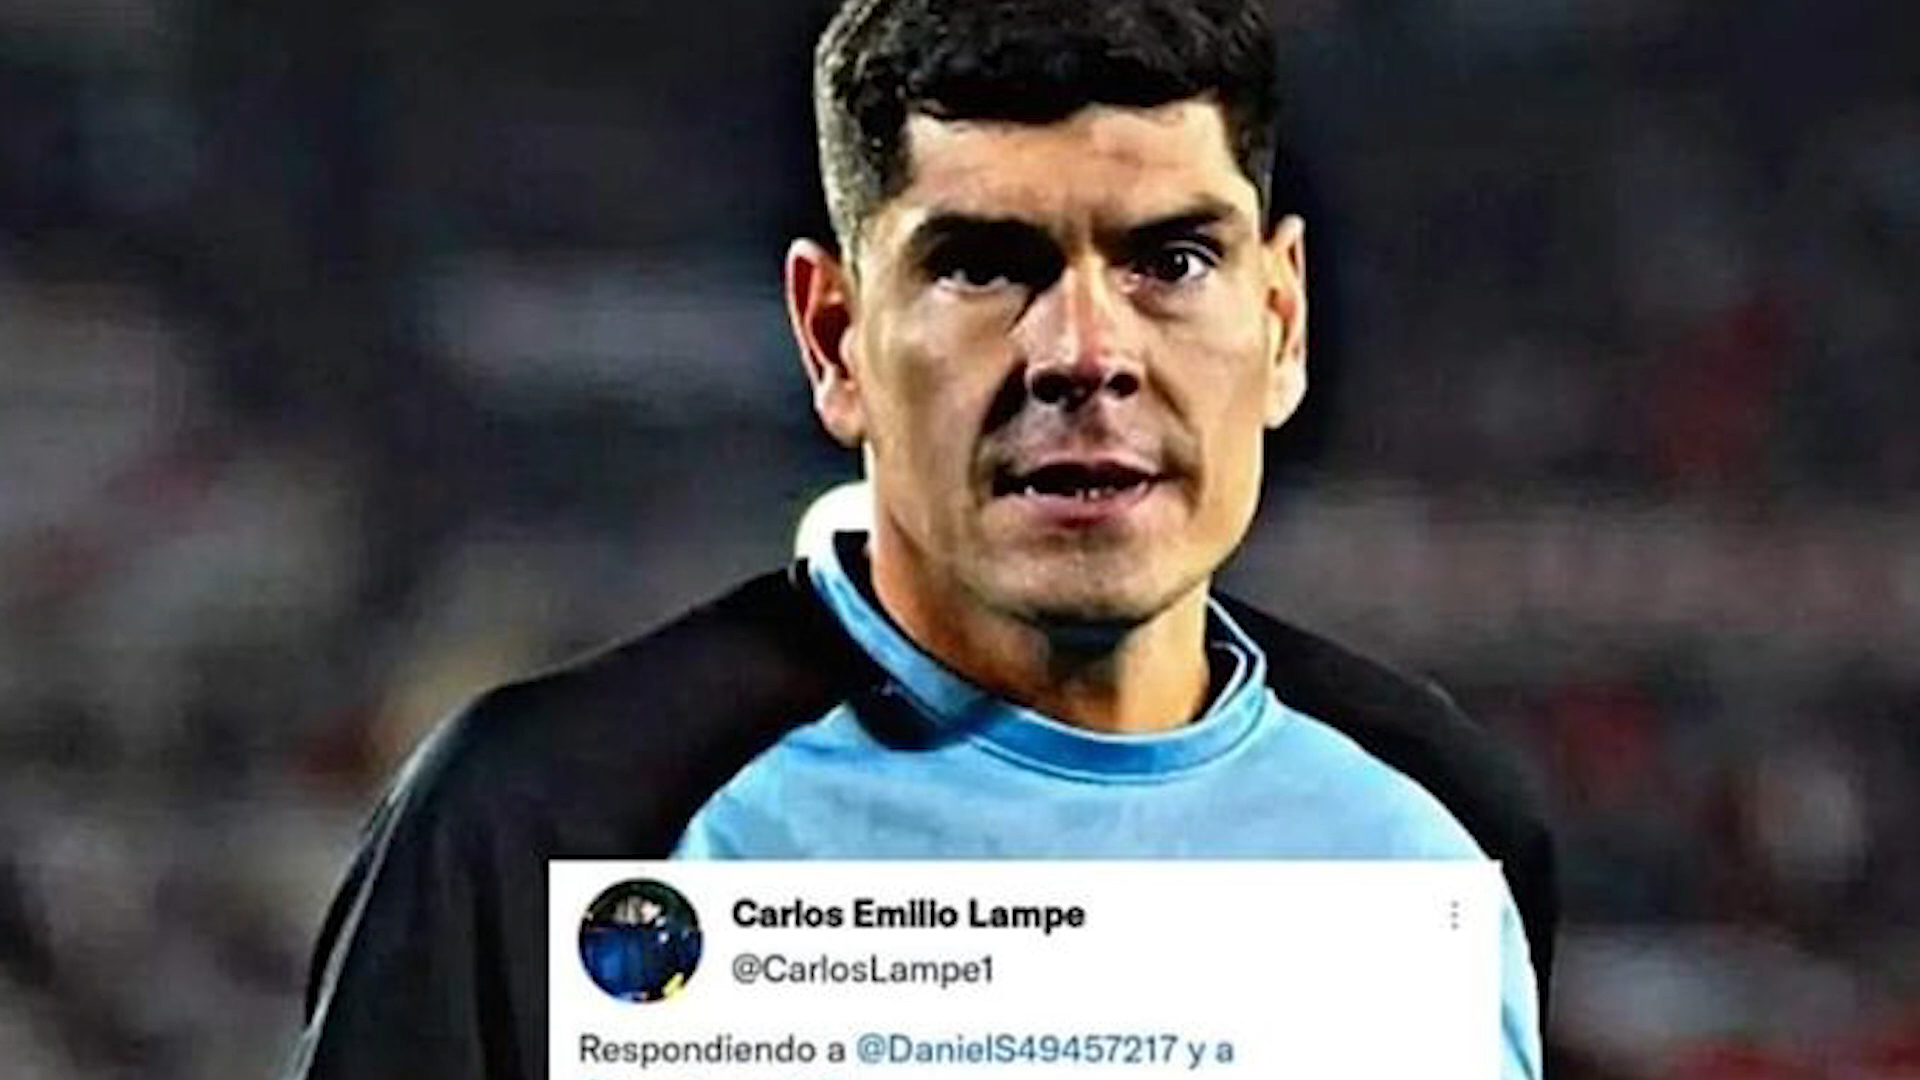 Carlos Emilio Lampe
@CarlosLampe1
Respondiendo a @DanielS49457217 y a